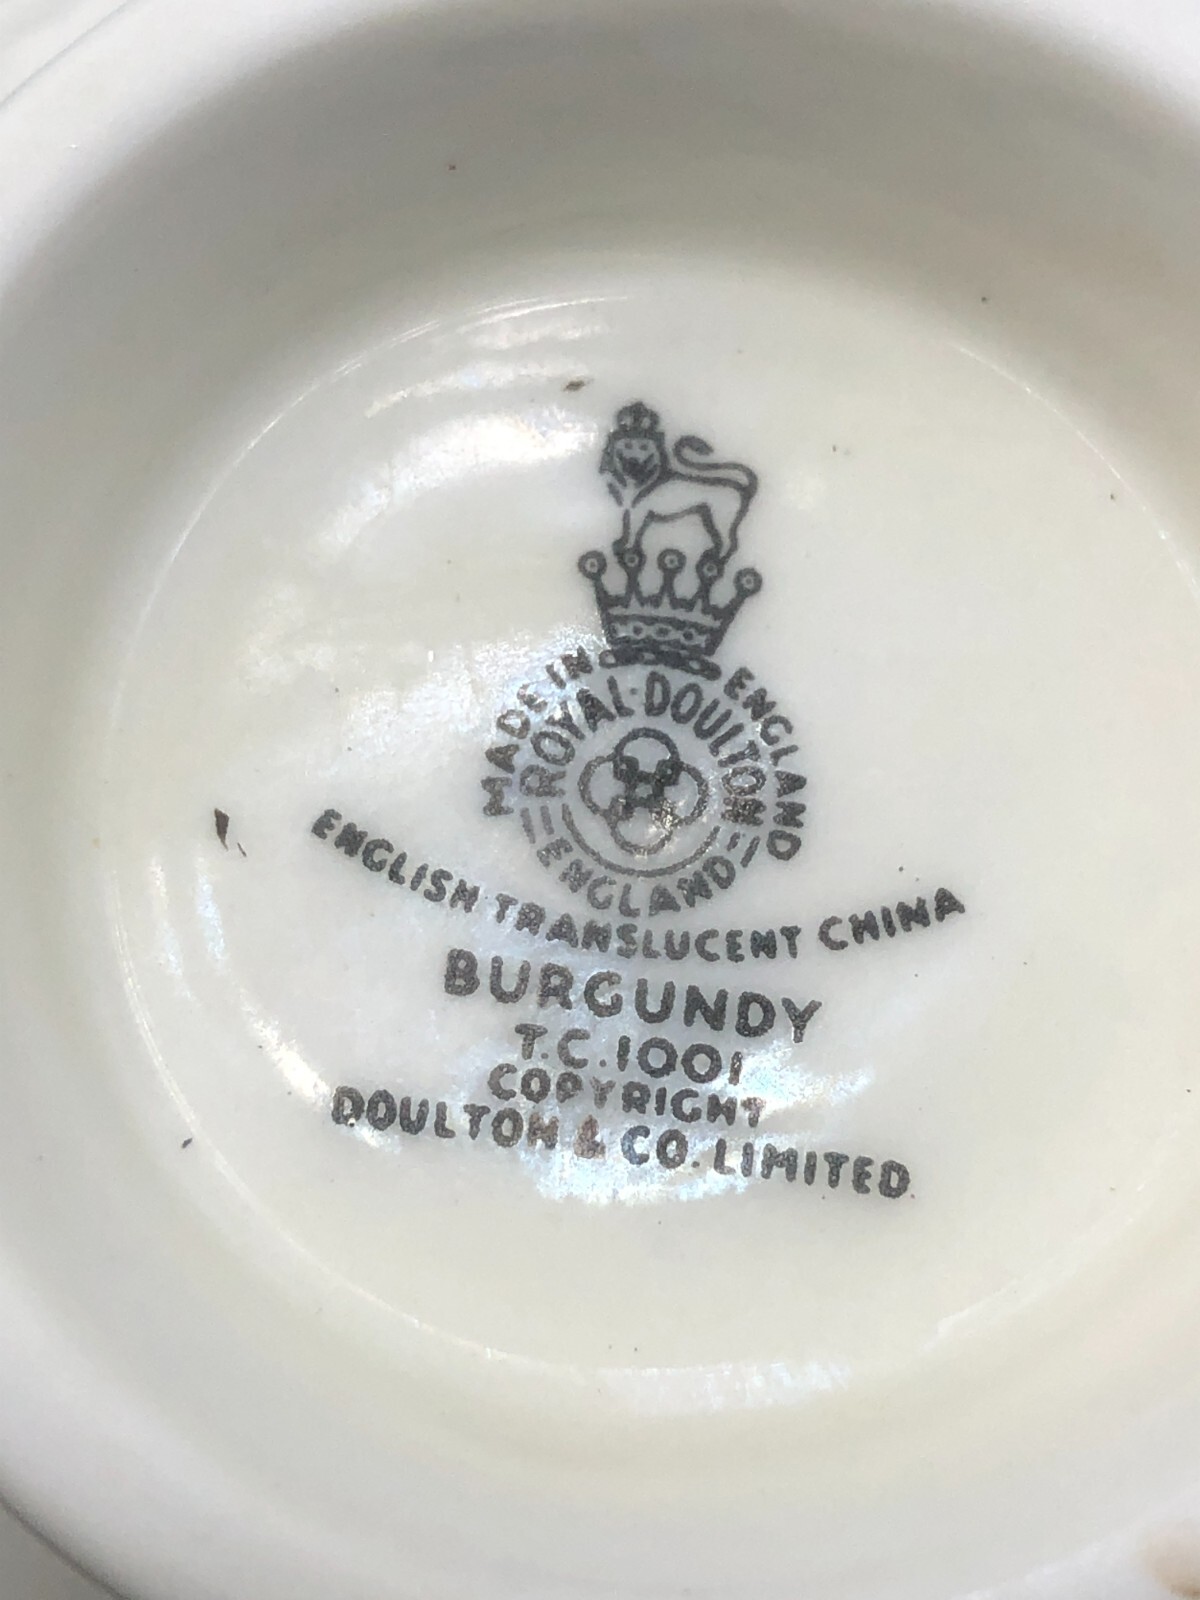 MADE IN ENGLAND
ROYAL·DOULTON
ENGLAND
ENGLISH TRANSLUCENT CHINA
BURGUNDY
T.C.1001
COPYRIGHT
DOULTON & CO. LIMITED